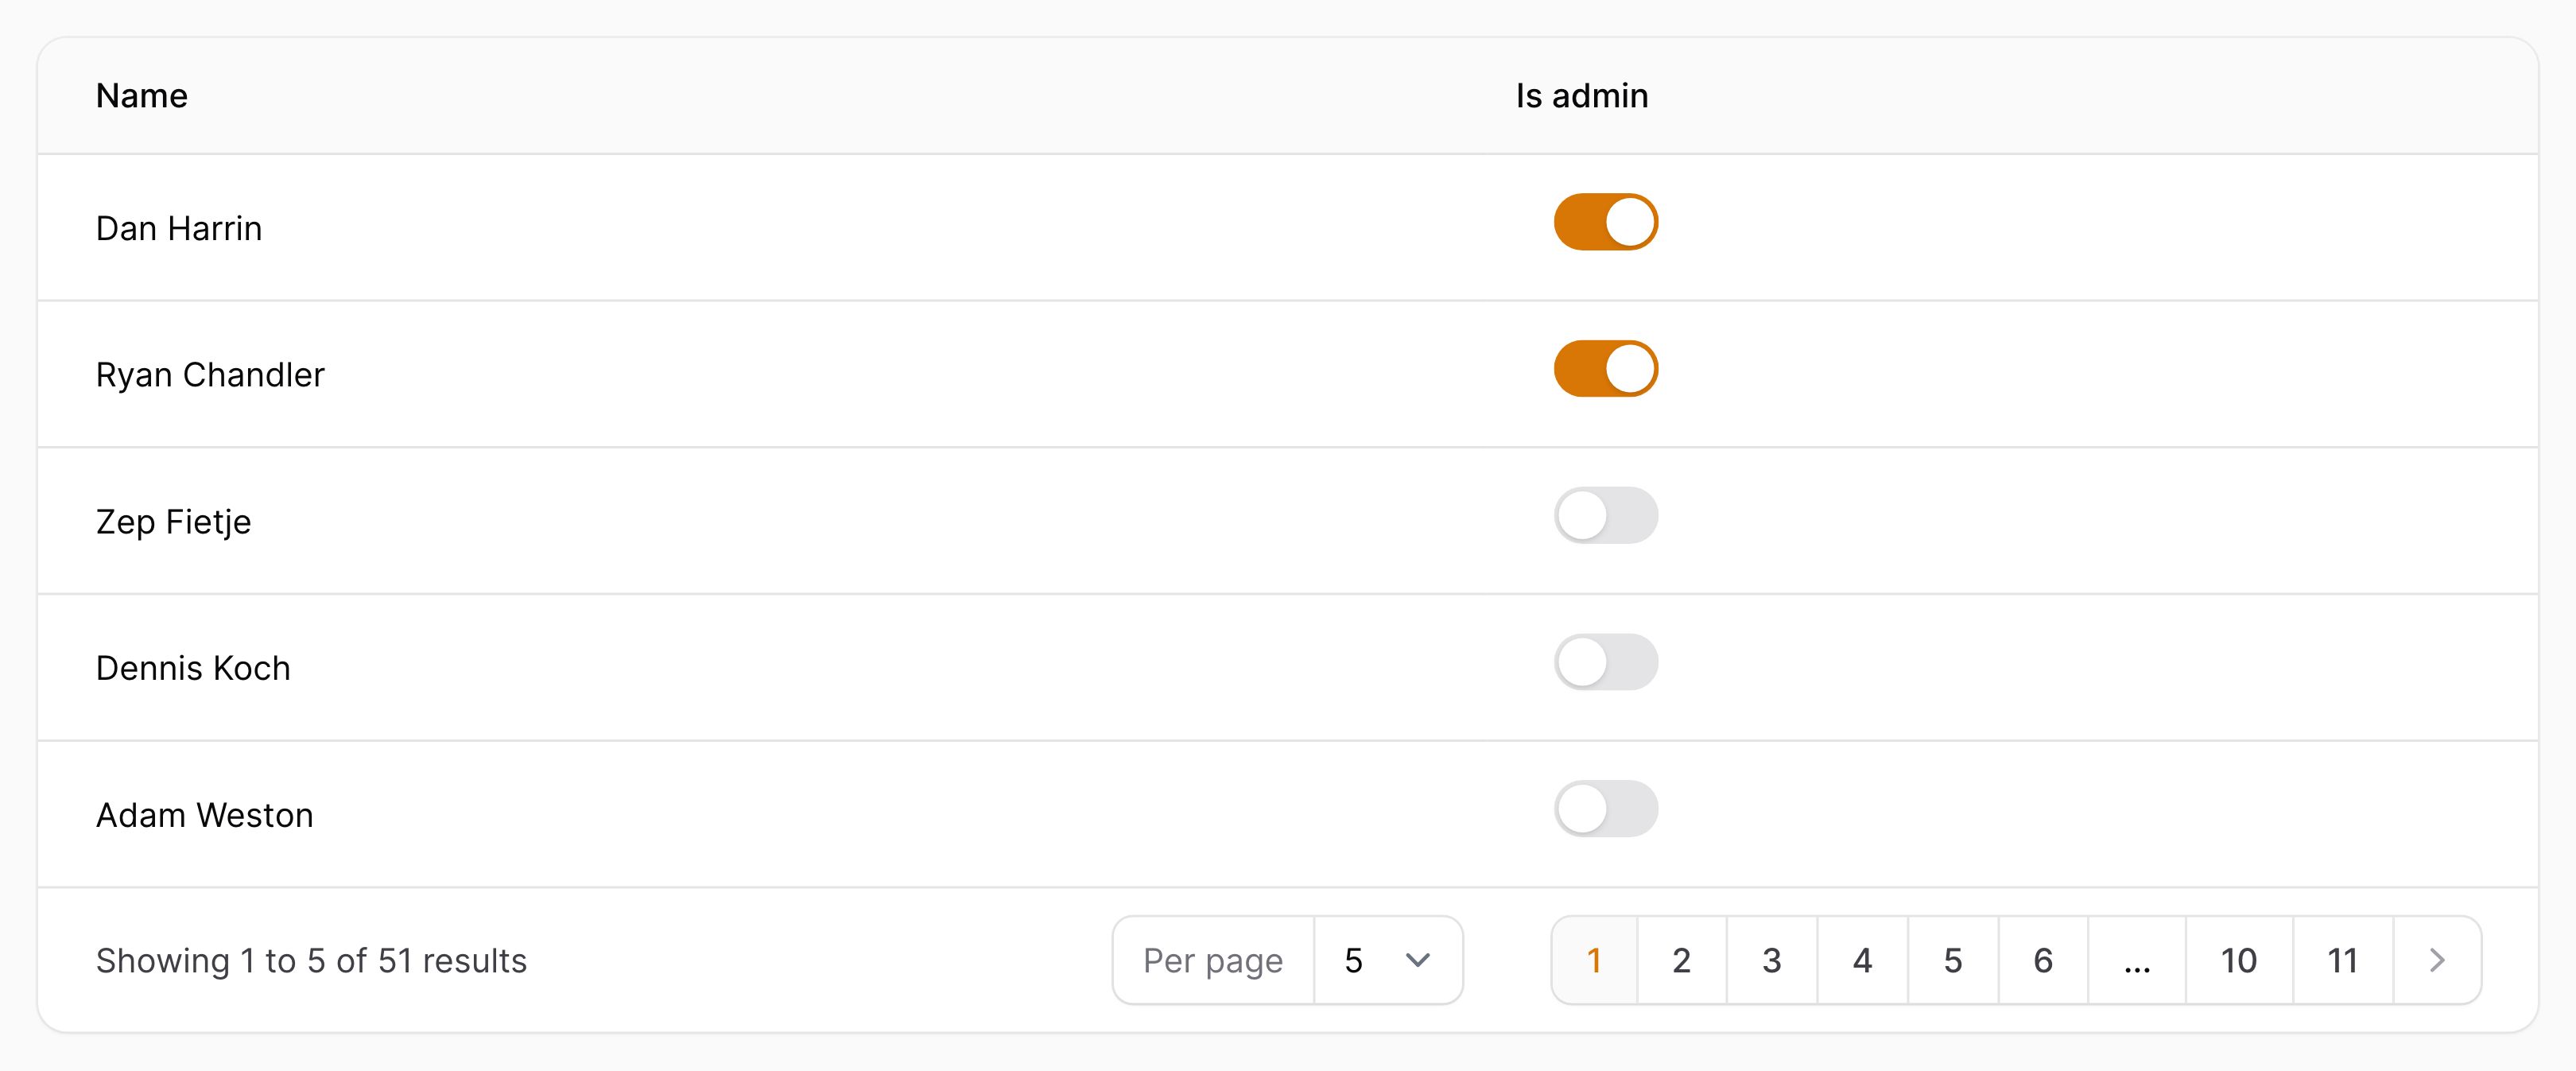 Name Is admin
Dan Harrin
Ryan Chandler
Zep Fietje
Dennis Koch
Adam Weston
Showing 1 to 5 of 51 results Per page 5 1 2 3 4 5 6 ... 10 11